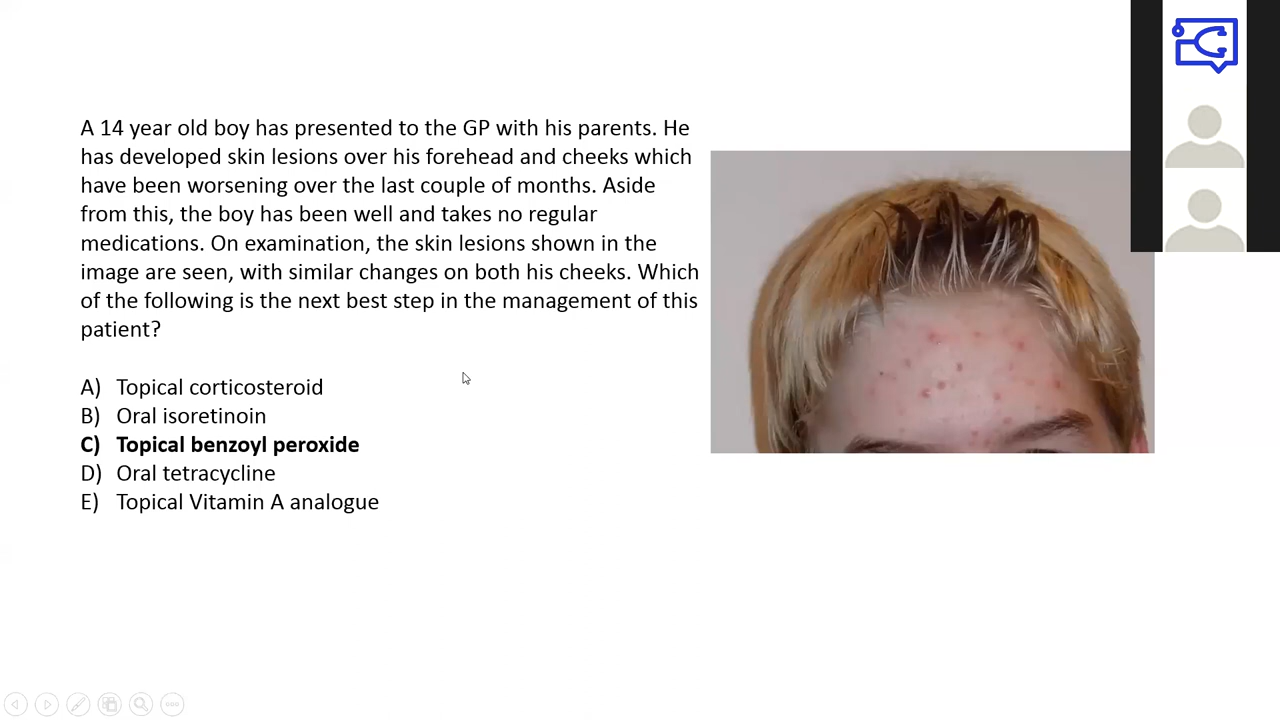 A 14 year old boy has presented to the GP with his parents. He
has developed skin lesions over his forehead and cheeks which
have been worsening over the last couple of months. Aside
from this, the boy has been well and takes no regular
medications. On examination, the skin lesions shown in the
image are seen, with similar changes on both his cheeks. Which
of the following is the next best step in the management of this
patient?
A) Topical corticosteroid
B) Oral isoretinoin
C) Topical benzoyl peroxide
D) Oral tetracycline
E) Topical Vitamin A analogue